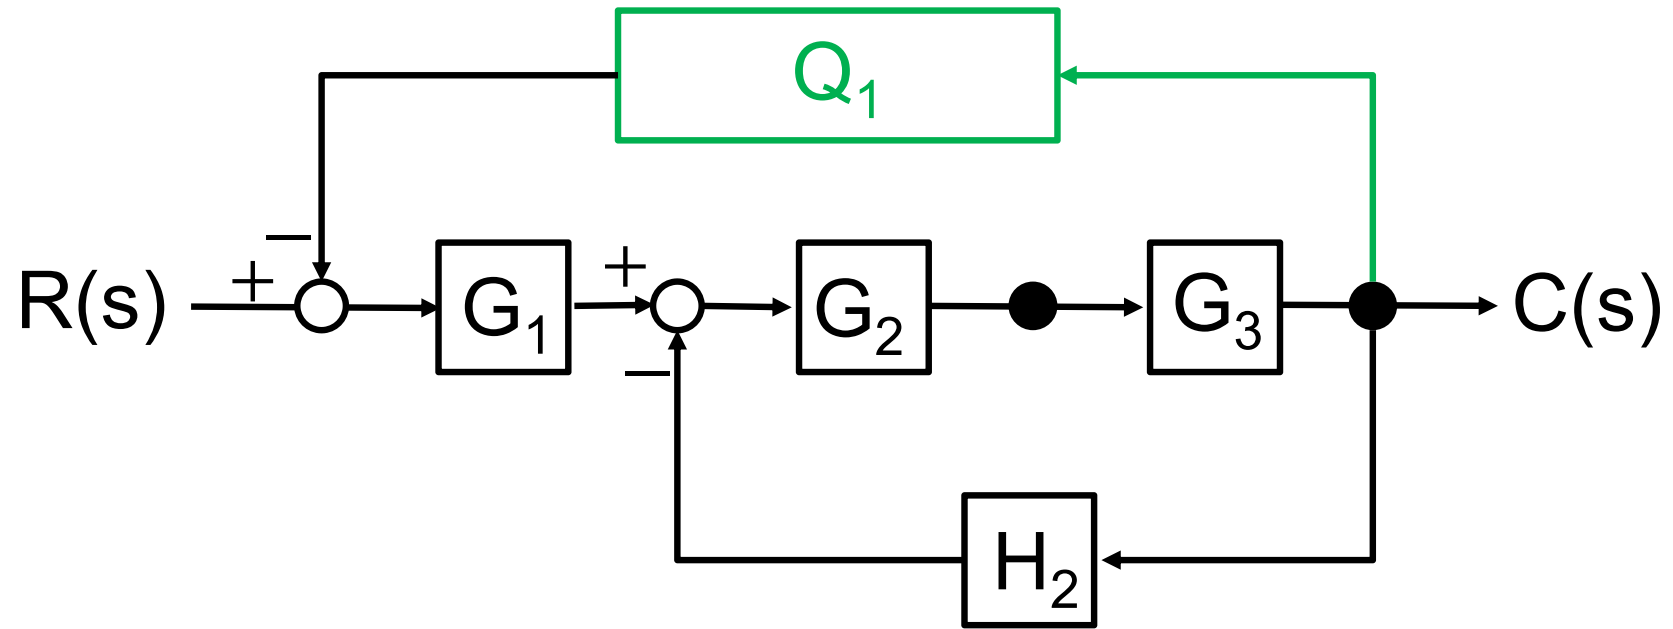 Q₁
−
R(s) + G₁ + G₂ G₃ C(s)
−
H₂